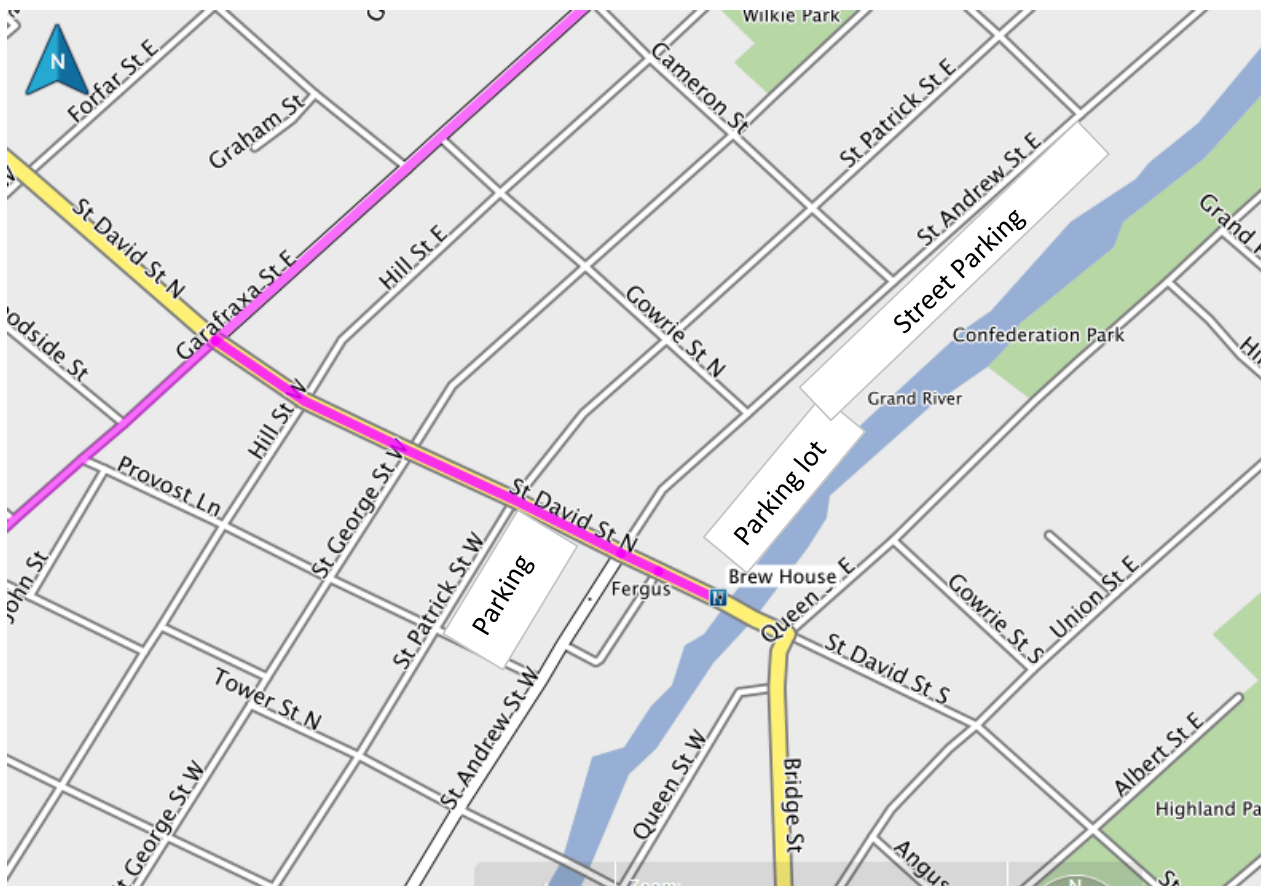 Wilkie Park
N
Forfar St E
Graham St
Cameron St
St Patrick St E
St Andrew St E
St David St N
Hill St E
Garafraxa St E
Gowrie St N
Street Parking
Confederation Park
Grand River
Hill St W
Provost Ln
St George St W
St David St N
Parking lot
St Patrick St W
Parking
Fergus
Brew House
Queen St E
Gowrie St S
Union St E
St David St S
John St
Tower St N
St Andrew St W
Queen St W
Bridge St
Albert St E
Highland Pa
St George St W
Angus
Zoom:
N